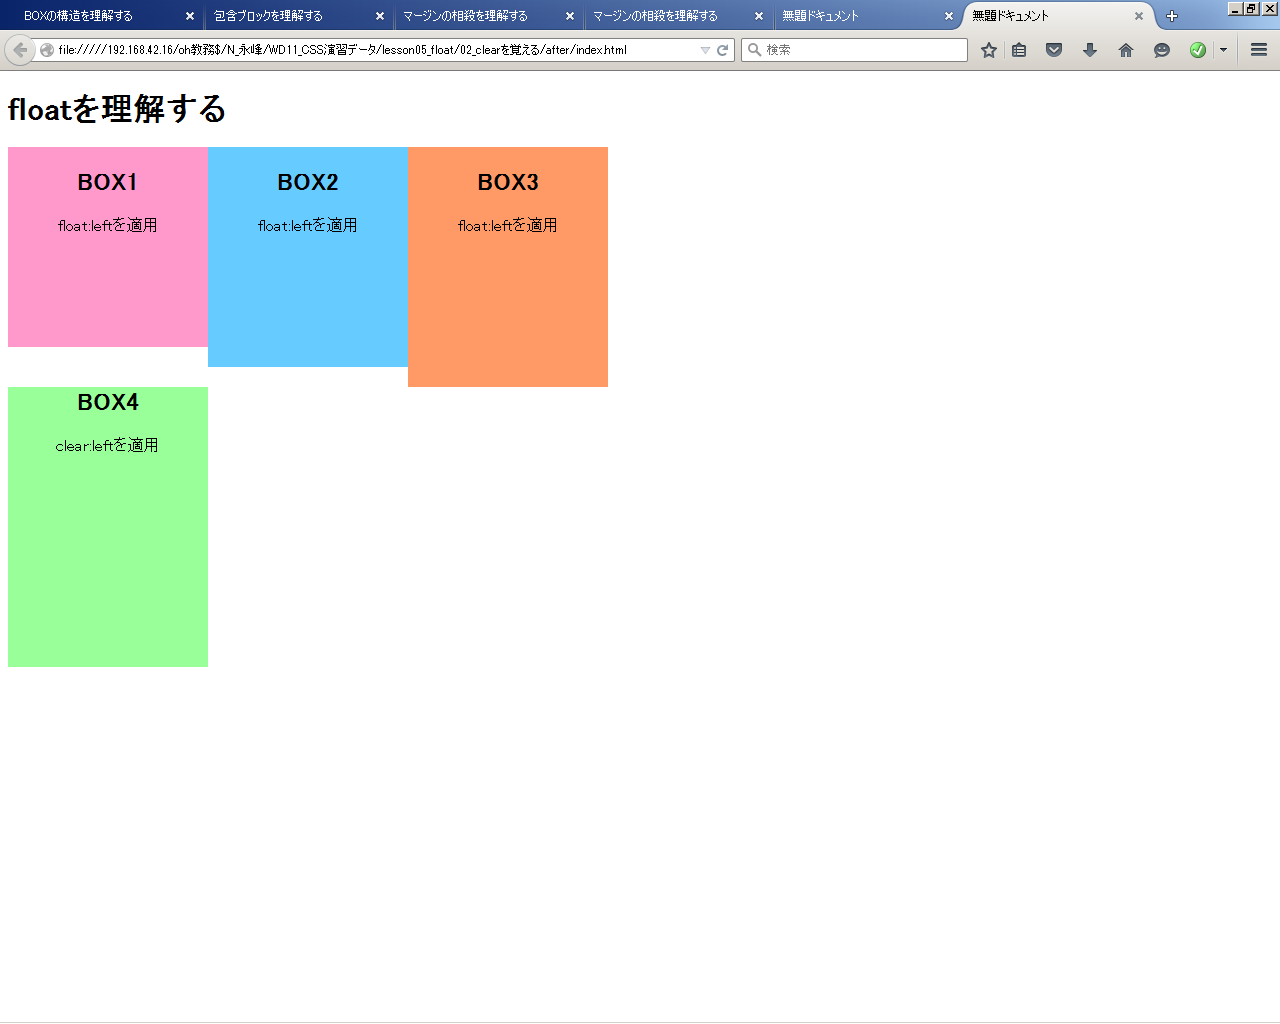 BOXの構造を理解する
包含ブロックを理解する
マージンの相殺を理解する
マージンの相殺を理解する
無題ドキュメント
無題ドキュメント
file://///192.168.42.16/oh教務$/N_永峰/WD11_CSS演習データ/lesson05_float/02_clearを覚える/after/index.html
検索
floatを理解する
BOX1
float:leftを適用
BOX2
float:leftを適用
BOX3
float:leftを適用
BOX4
clear:leftを適用